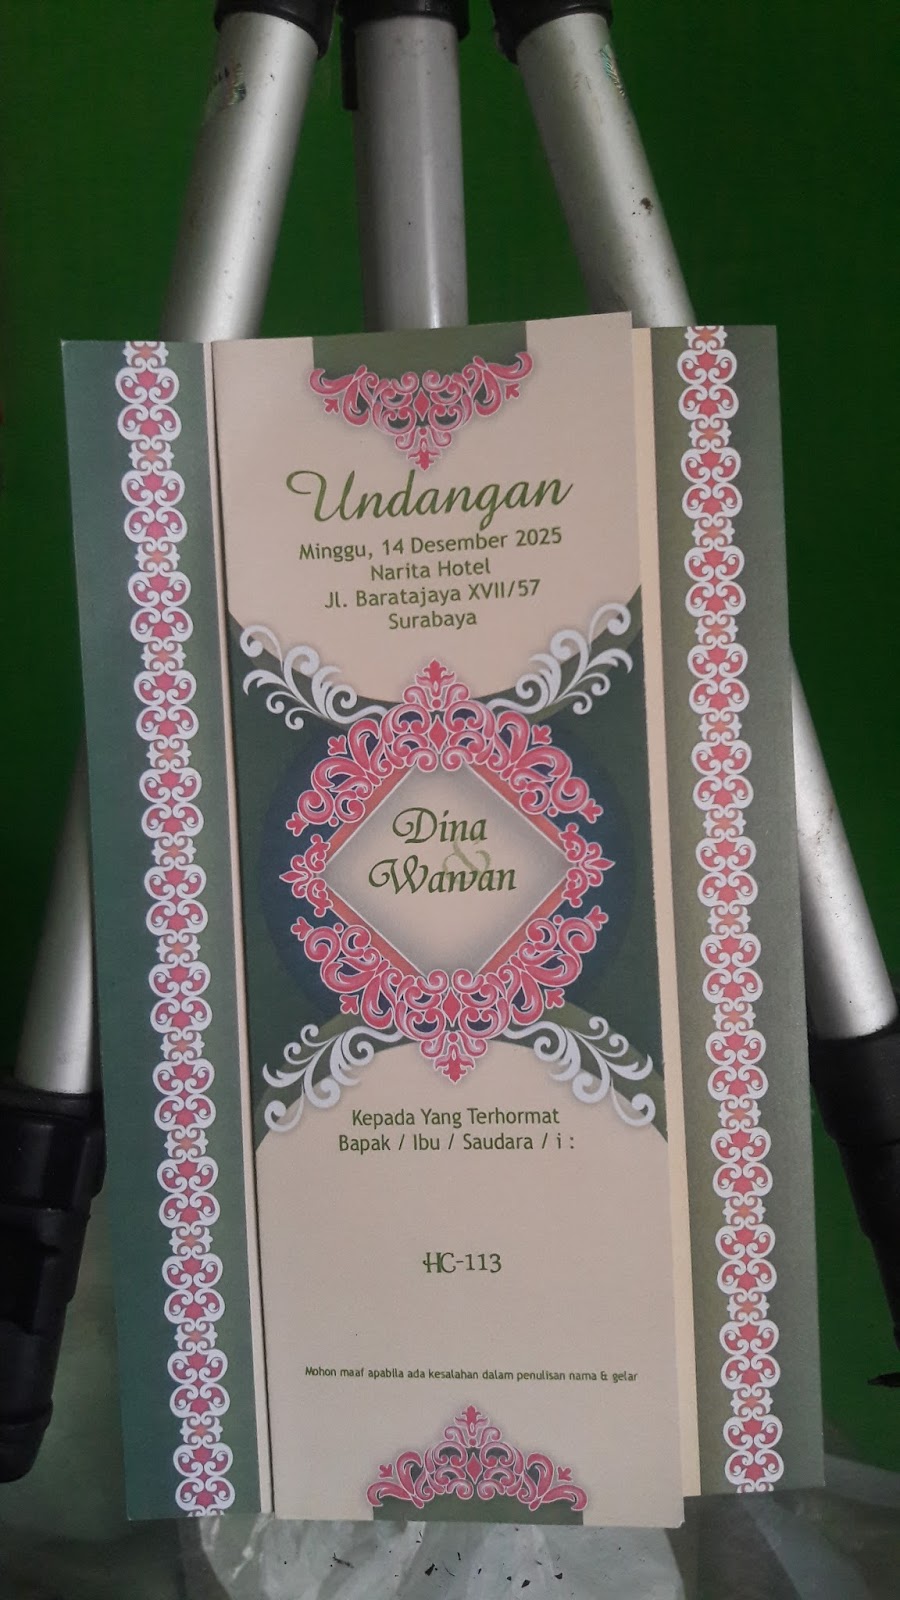 Undangan
Minggu, 14 Desember 2025
Narita Hotel
Jl. Baratajaya XVII/57
Surabaya
Dina
&
Wawan
Kepada Yang Terhormat
Bapak / Ibu / Saudara / i :
HC-113
Mohon maaf apabila ada kesalahan dalam penulisan nama & gelar